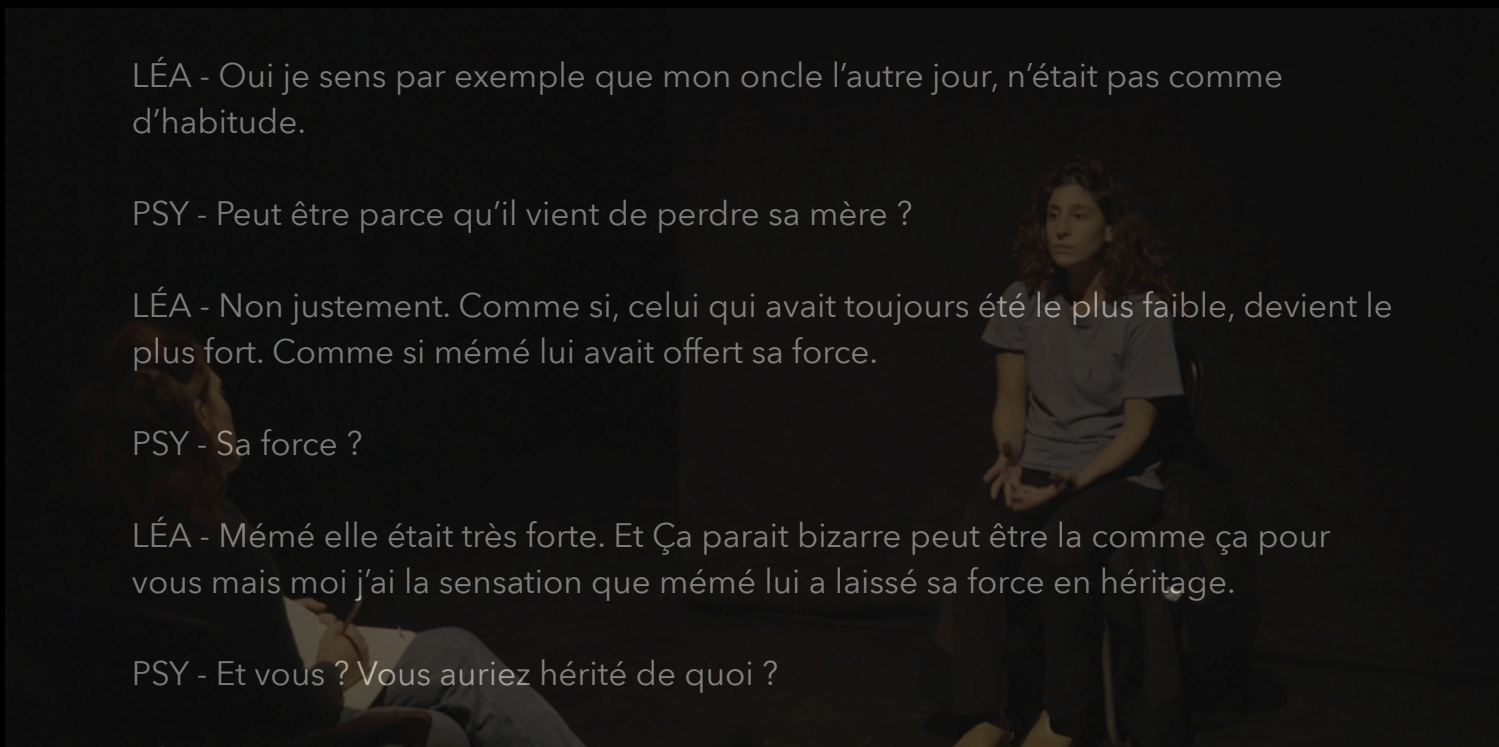 LÉA - Oui je sens par exemple que mon oncle l’autre jour, n’était pas comme
d’habitude.
PSY - Peut être parce qu’il vient de perdre sa mère ?
LÉA - Non justement. Comme si, celui qui avait toujours été le plus faible, devient le
plus fort. Comme si mémé lui avait offert sa force.
PSY - Sa force ?
LÉA - Mémé elle était très forte. Et Ça parait bizarre peut être la comme ça pour
vous mais moi j’ai la sensation que mémé lui a laissé sa force en héritage.
PSY - Et vous ? Vous auriez hérité de quoi ?